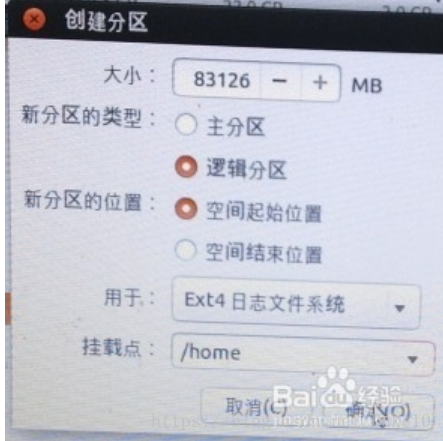 创建分区
大小： 83126 － + MB
新分区的类型： 主分区
逻辑分区
新分区的位置： 空间起始位置
空间结束位置
用于： Ext4 日志文件系统
挂载点： /home
取消(C) 确定(O)
Baidu经验